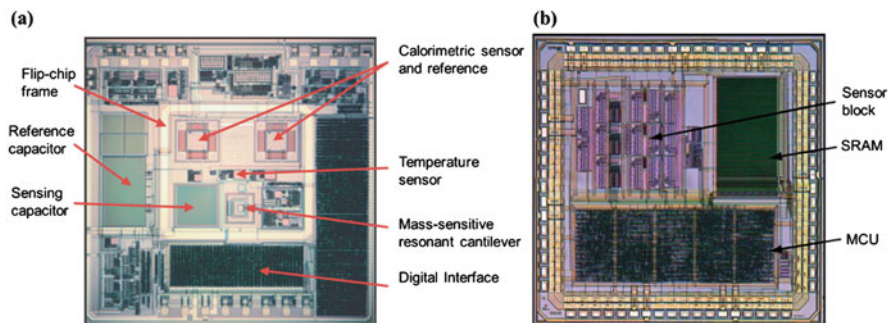 (a)
Flip-chip
frame
Reference
capacitor
Sensing
capacitor
Calorimetric sensor
and reference
Temperature
sensor
Mass-sensitive
resonant cantilever
Digital Interface
(b)
Sensor
block
SRAM
MCU